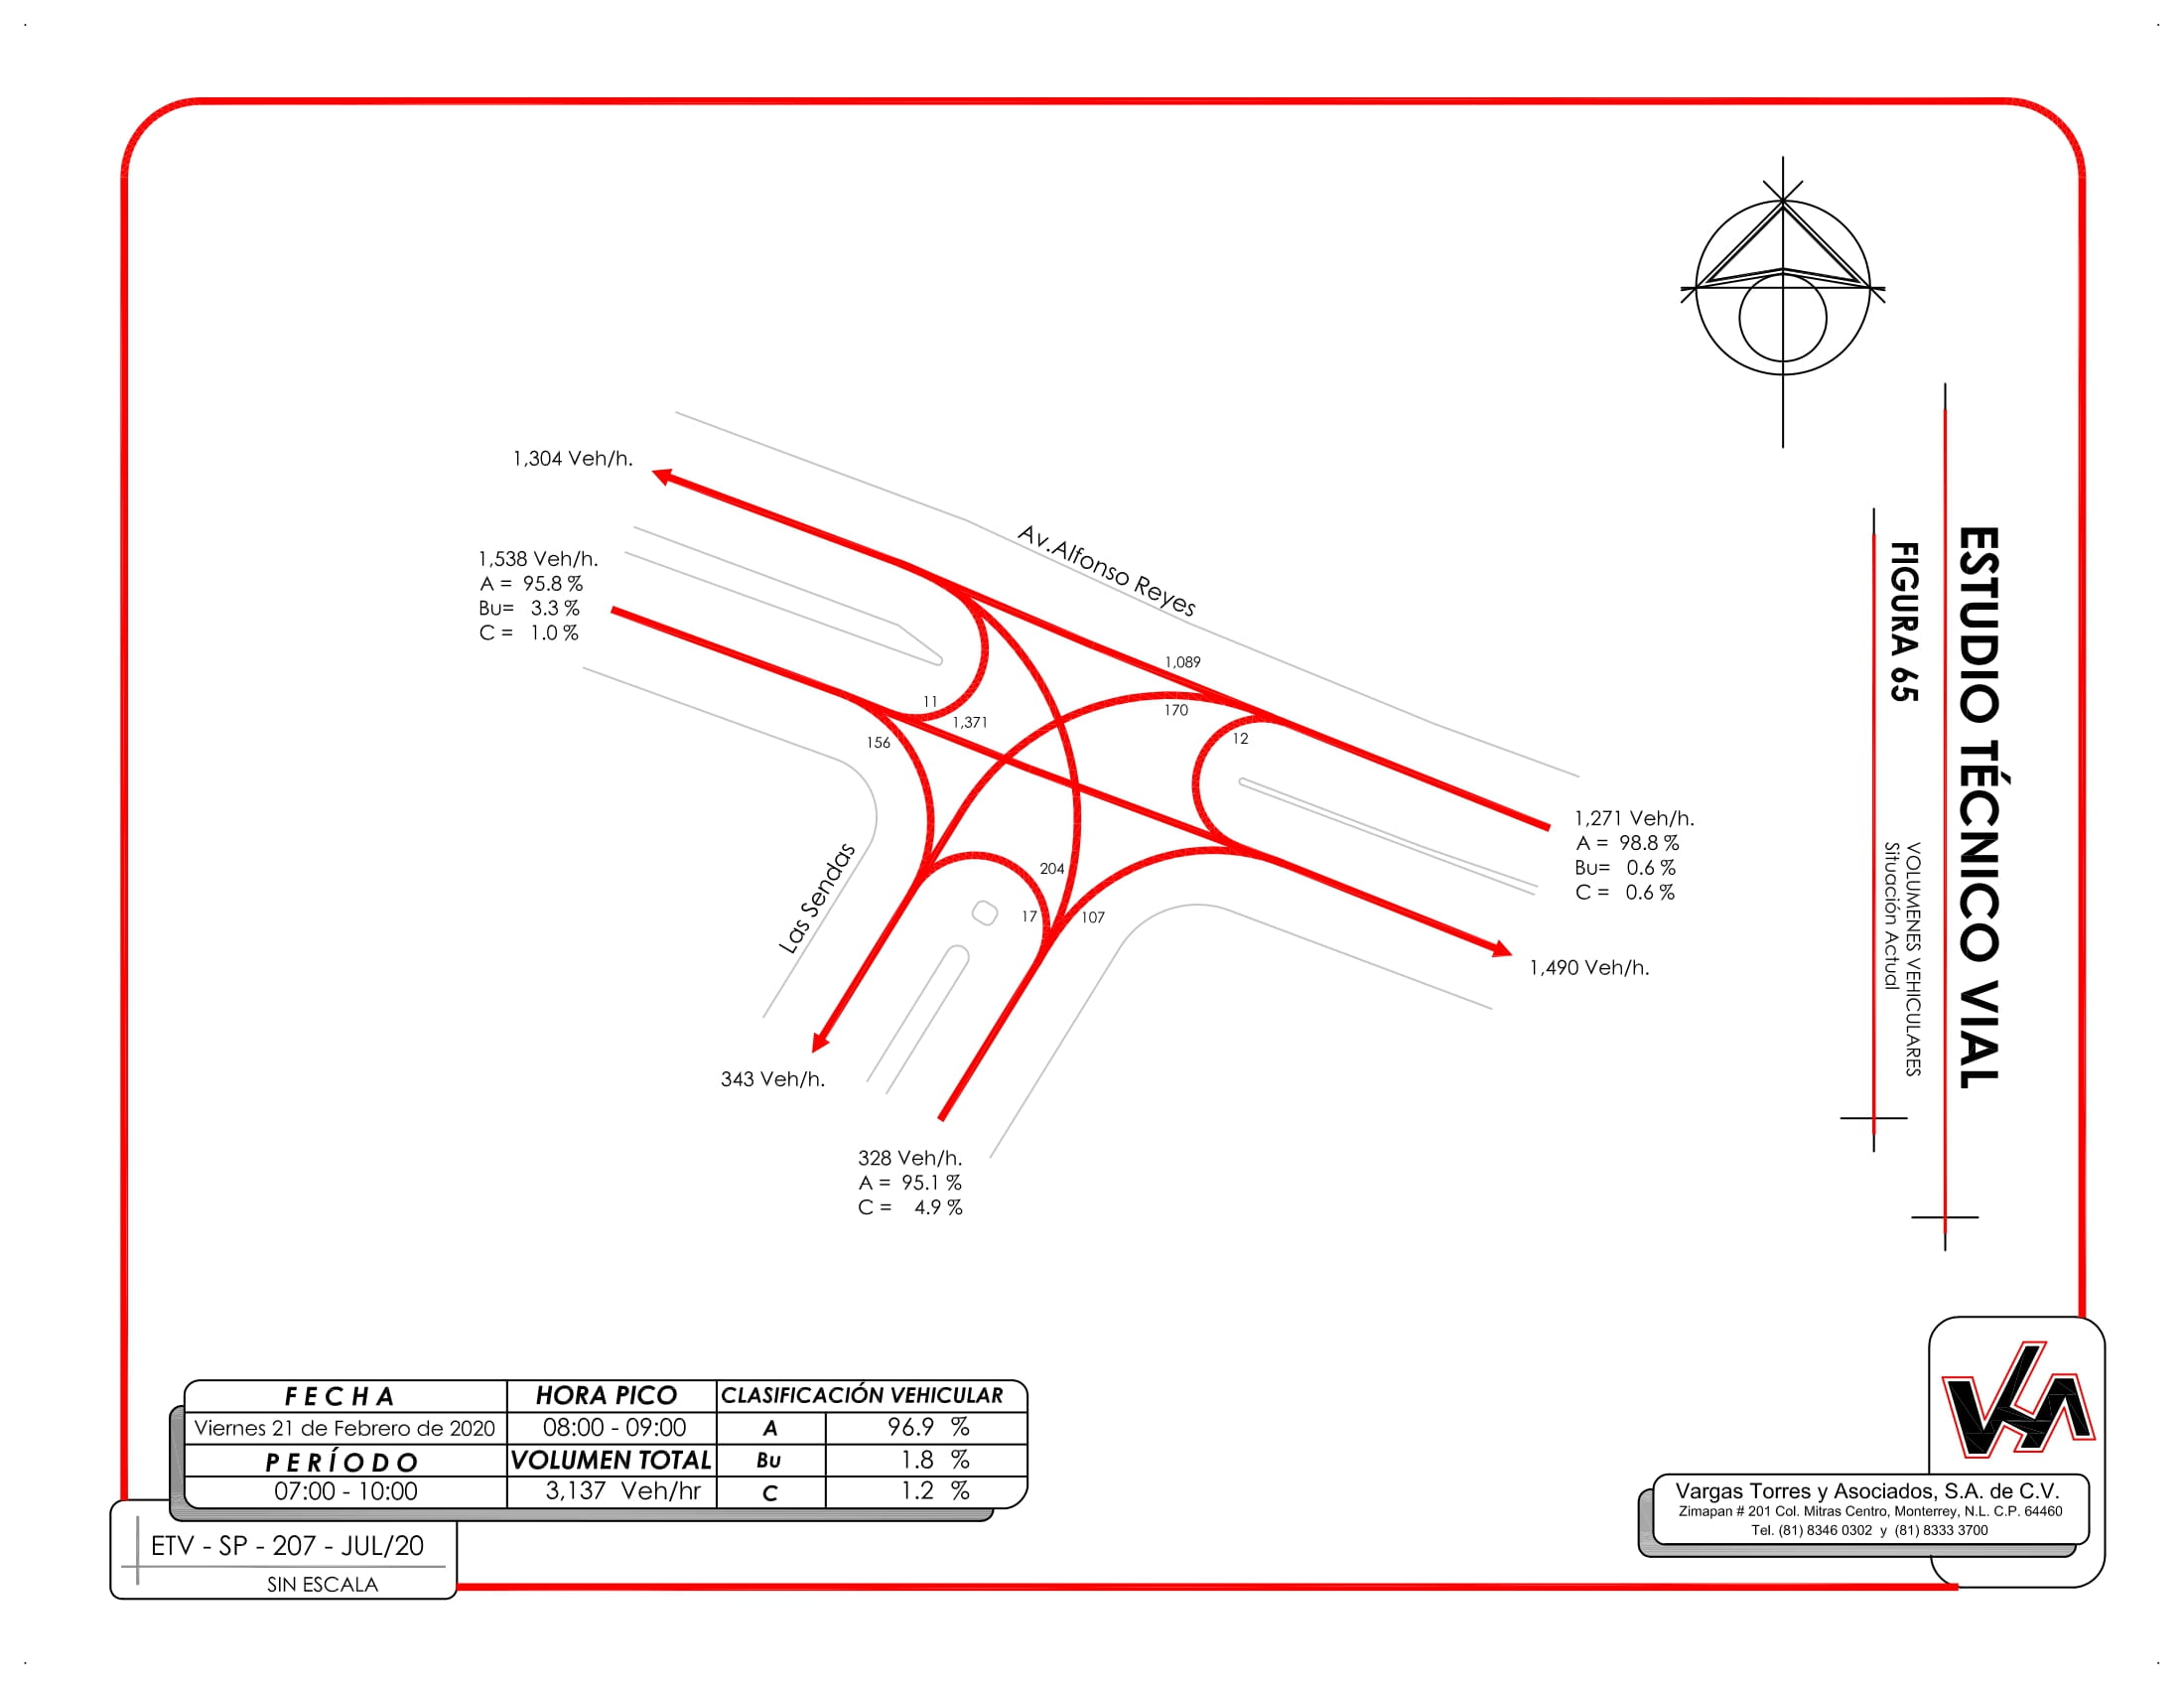 1,304 Veh/h.
Av.Alfonso Reyes
1,538 Veh/h.
A = 95.8 %
Bu= 3.3 %
C = 1.0 %
1,089
11
170
1,371
12
156
1,271 Veh/h.
A = 98.8 %
Bu= 0.6 %
C = 0.6 %
Las Sendas
204
17
107
1,490 Veh/h.
343 Veh/h.
328 Veh/h.
A = 95.1 %
C = 4.9 %
ESTUDIO TÉCNICO VIAL
FIGURA 65
VOLUMENES VEHICULARES
Situación Actual
FECHA HORA PICO CLASIFICACIÓN VEHICULAR
Viernes 21 de Febrero de 2020 08:00 - 09:00 A 96.9 %
PERÍODO VOLUMEN TOTAL Bu 1.8 %
07:00 - 10:00 3,137 Veh/hr C 1.2 %
ETV - SP - 207 - JUL/20
SIN ESCALA
Vargas Torres y Asociados, S.A. de C.V.
Zimapan # 201 Col. Mitras Centro, Monterrey, N.L. C.P. 64460
Tel. (81) 8346 0302 y (81) 8333 3700